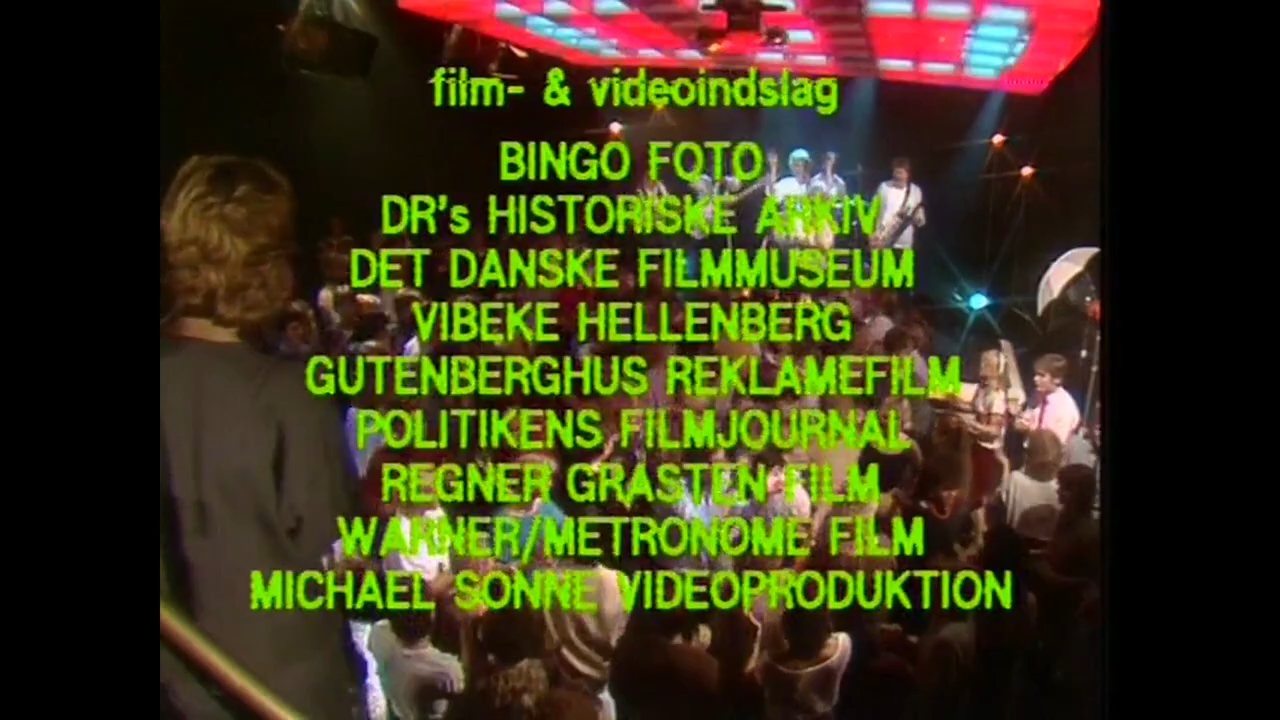 film- & videoindslag
BINGO FOTO
DR's HISTORISKE ARKIV
DET DANSKE FILMMUSEUM
VIBEKE HELLENBERG
GUTENBERGHUS REKLAMEFILM
POLITIKENS FILMJOURNAL
REGNER GRASTEN FILM
WARNER/METRONOME FILM
MICHAEL SONNE VIDEOPRODUKTION